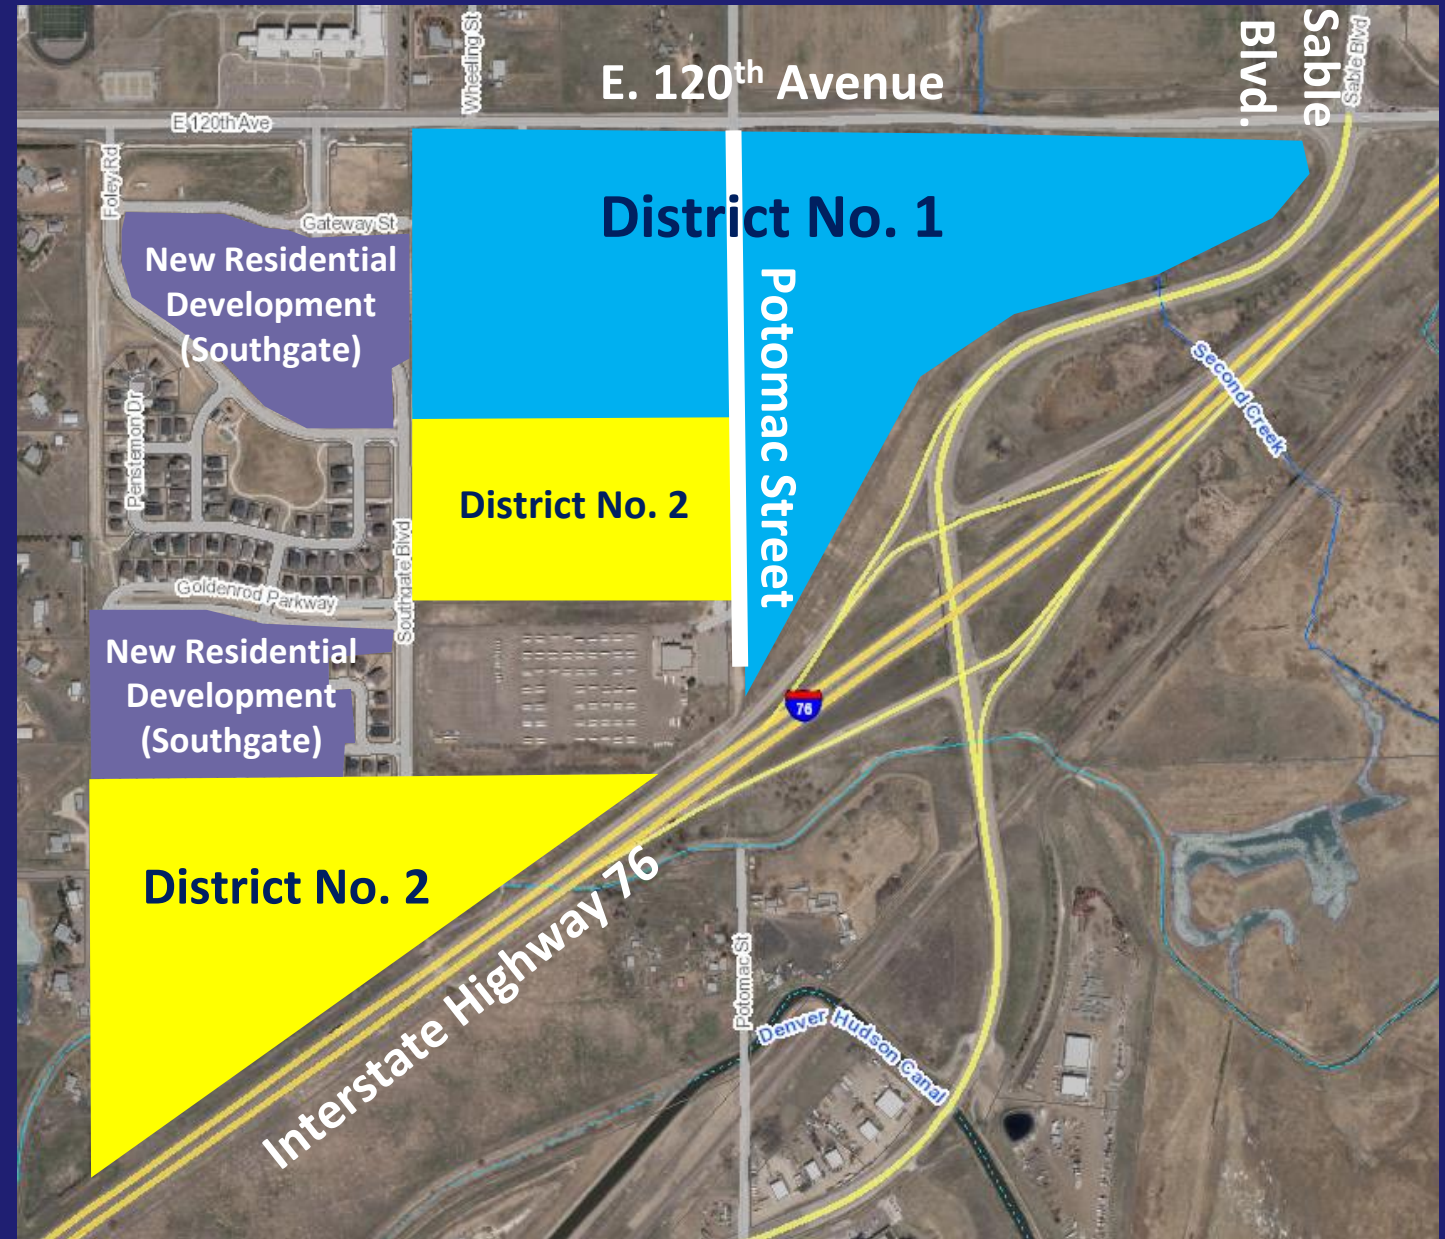 Sable
Blvd.
Sable Blvd
Wheeling St
E. 120th Avenue
E 120th Ave
Foley Rd
Gateway St
District No. 1
New Residential
Development
(Southgate)
Potomac Street
Second Creek
Penstemon Dr
District No. 2
Southgate Blvd
Goldenrod Parkway
New Residential
Development
(Southgate)
76
District No. 2
Interstate Highway 76
Potomac St
Denver Hudson Canal